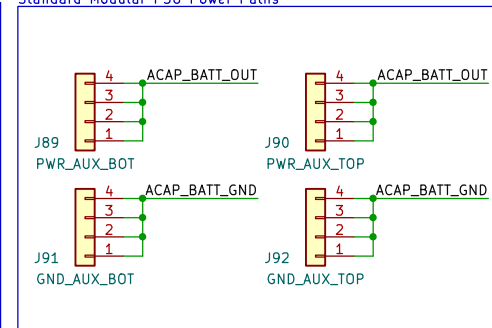 Standard Modular PSU Power Paths
4 ACAP_BATT_OUT
3
2
1
J89
PWR_AUX_BOT
4 ACAP_BATT_OUT
3
2
1
J90
PWR_AUX_TOP
4 ACAP_BATT_GND
3
2
1
J91
GND_AUX_BOT
4 ACAP_BATT_GND
3
2
1
J92
GND_AUX_TOP